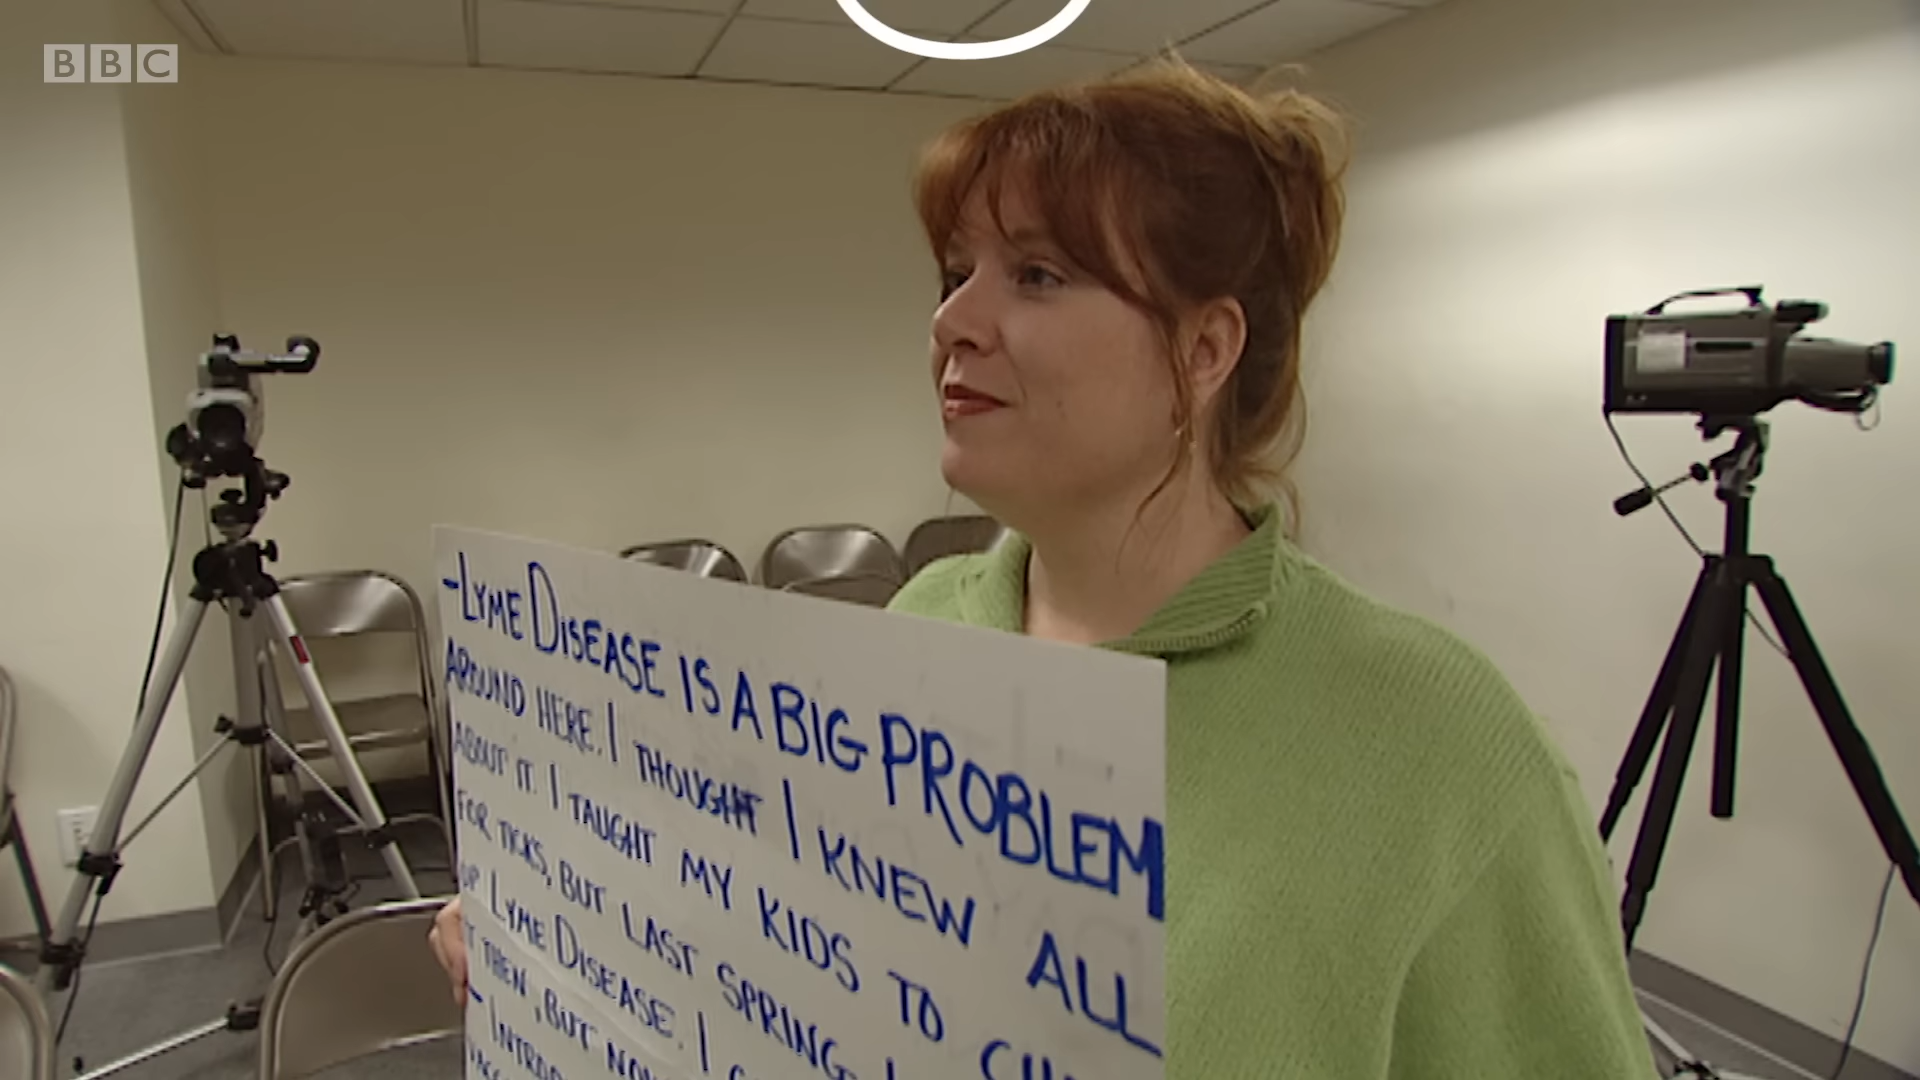 BBC
-LYME DISEASE IS A BIG PROBLEM
AROUND HERE. I THOUGHT I KNEW ALL
ABOUT IT. I TAUGHT MY KIDS TO
FOR TICKS, BUT LAST SPRING I
UP LYME DISEASE. I
THEN, BUT NOW